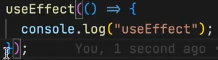 useEffect(() => {
  console.log("useEffect");
});    You, 1 second ago